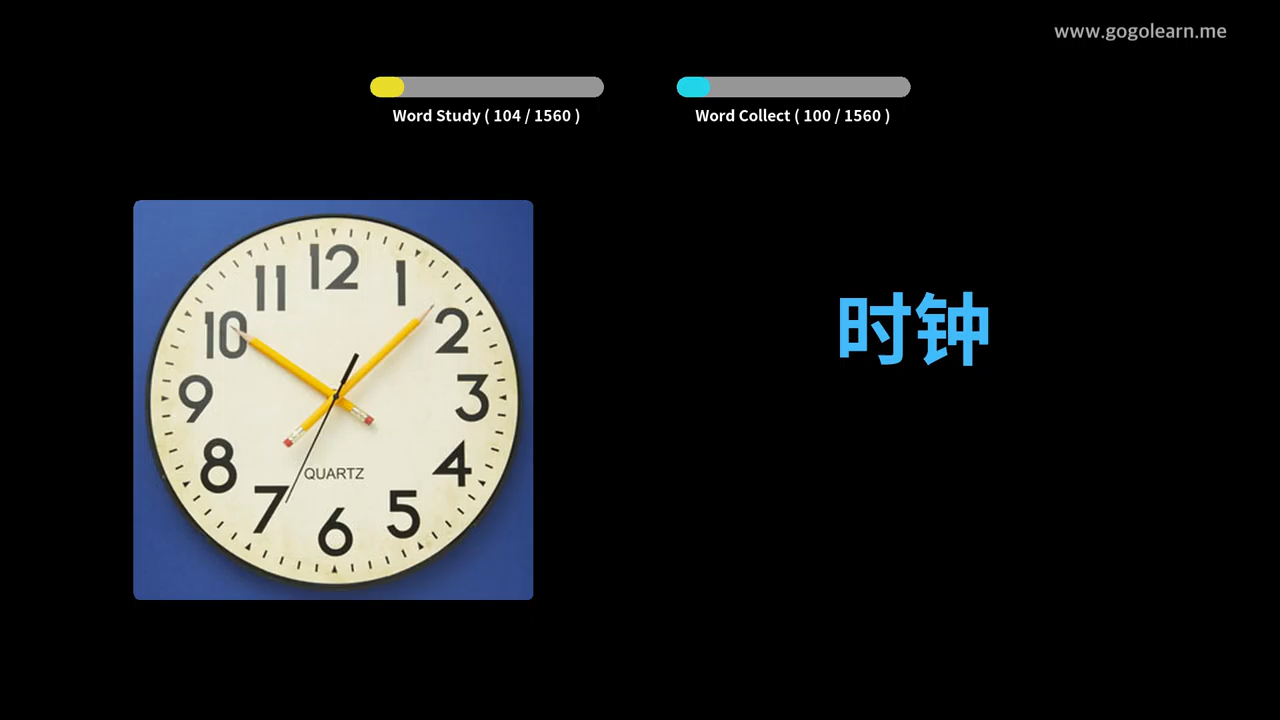 www.gogolearn.me
Word Study ( 104 / 1560 )
Word Collect ( 100 / 1560 )
时钟
12
11
1
10
2
9
3
8
4
7
5
6
QUARTZ